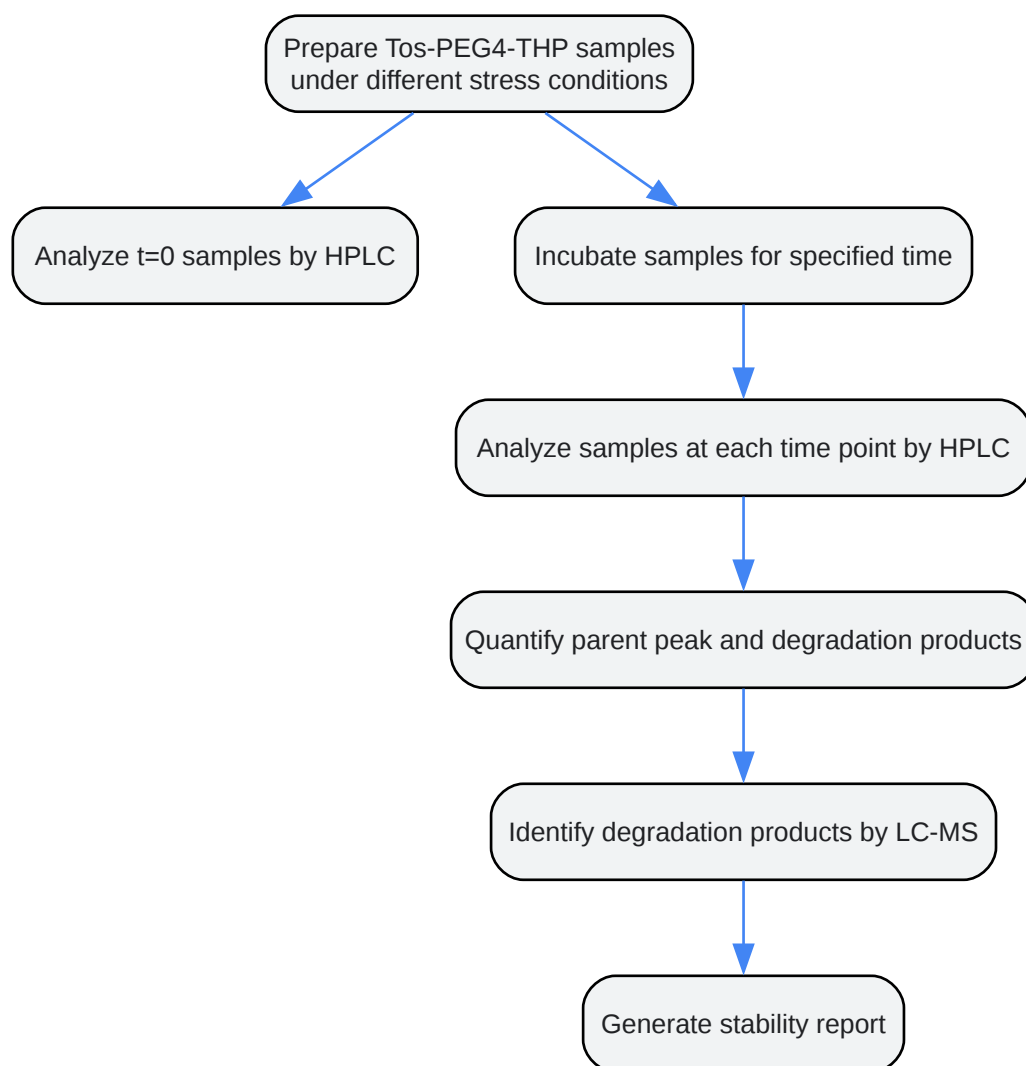 Prepare Tos-PEG4-THP samples
under different stress conditions
Analyze t=0 samples by HPLC
Incubate samples for specified time
Analyze samples at each time point by HPLC
Quantify parent peak and degradation products
Identify degradation products by LC-MS
Generate stability report